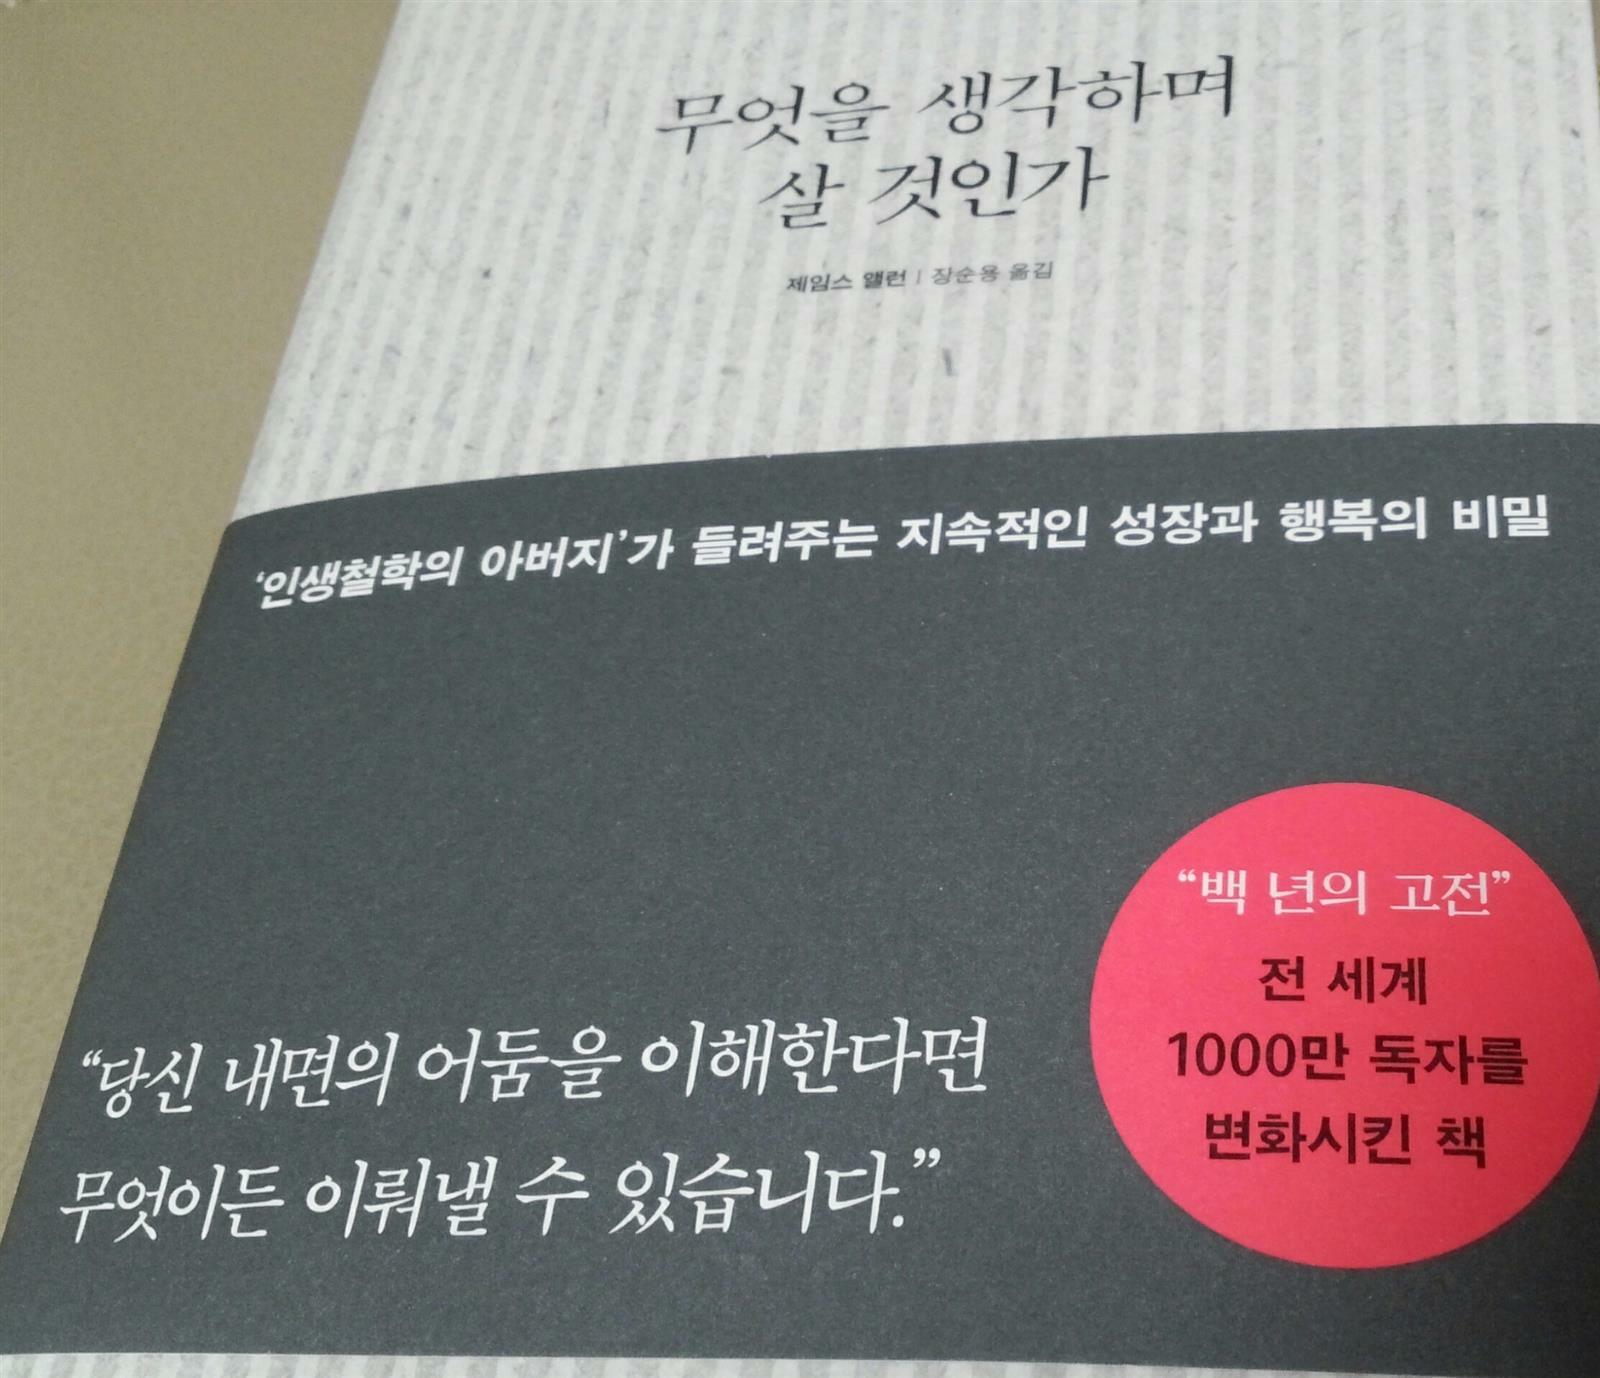 무엇을 생각하며
살 것인가
제임스 앨런 | 장순용 옮김
‘인생철학의 아버지’가 들려주는 지속적인 성장과 행복의 비밀
“백 년의 고전”
전 세계
1000만 독자를
변화시킨 책
“당신 내면의 어둠을 이해한다면
무엇이든 이뤄낼 수 있습니다.”